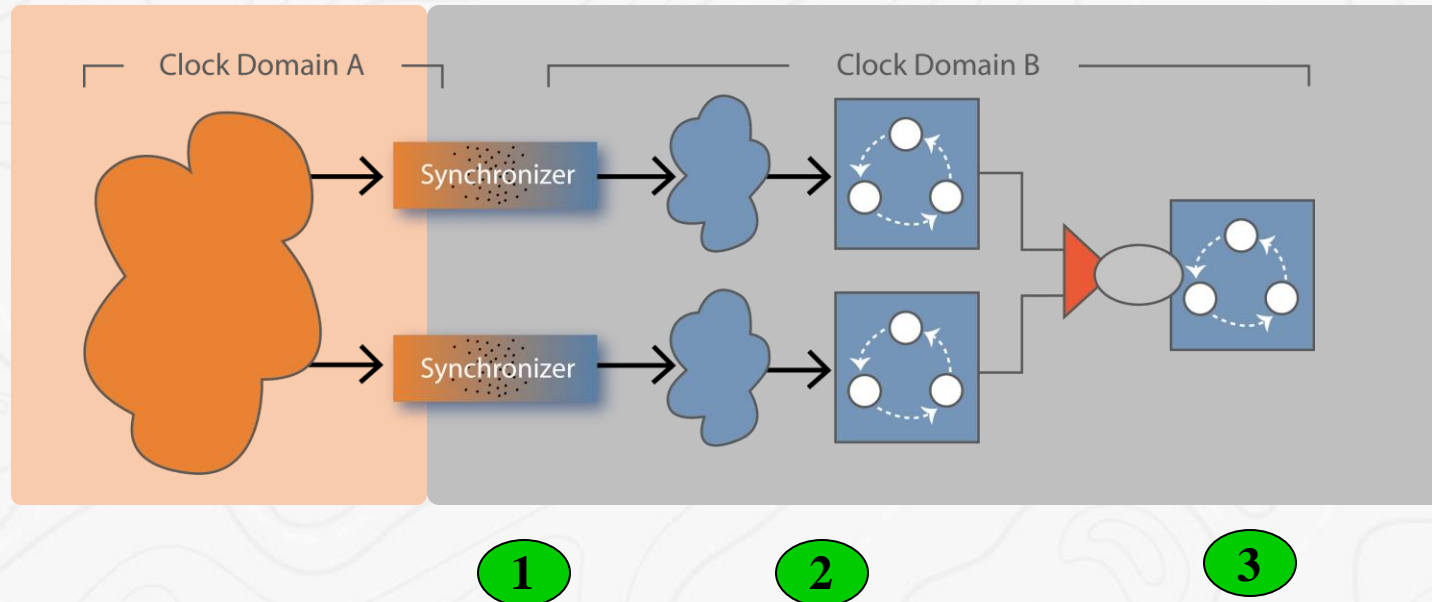 Clock Domain A
Clock Domain B
Synchronizer
Synchronizer
1
2
3